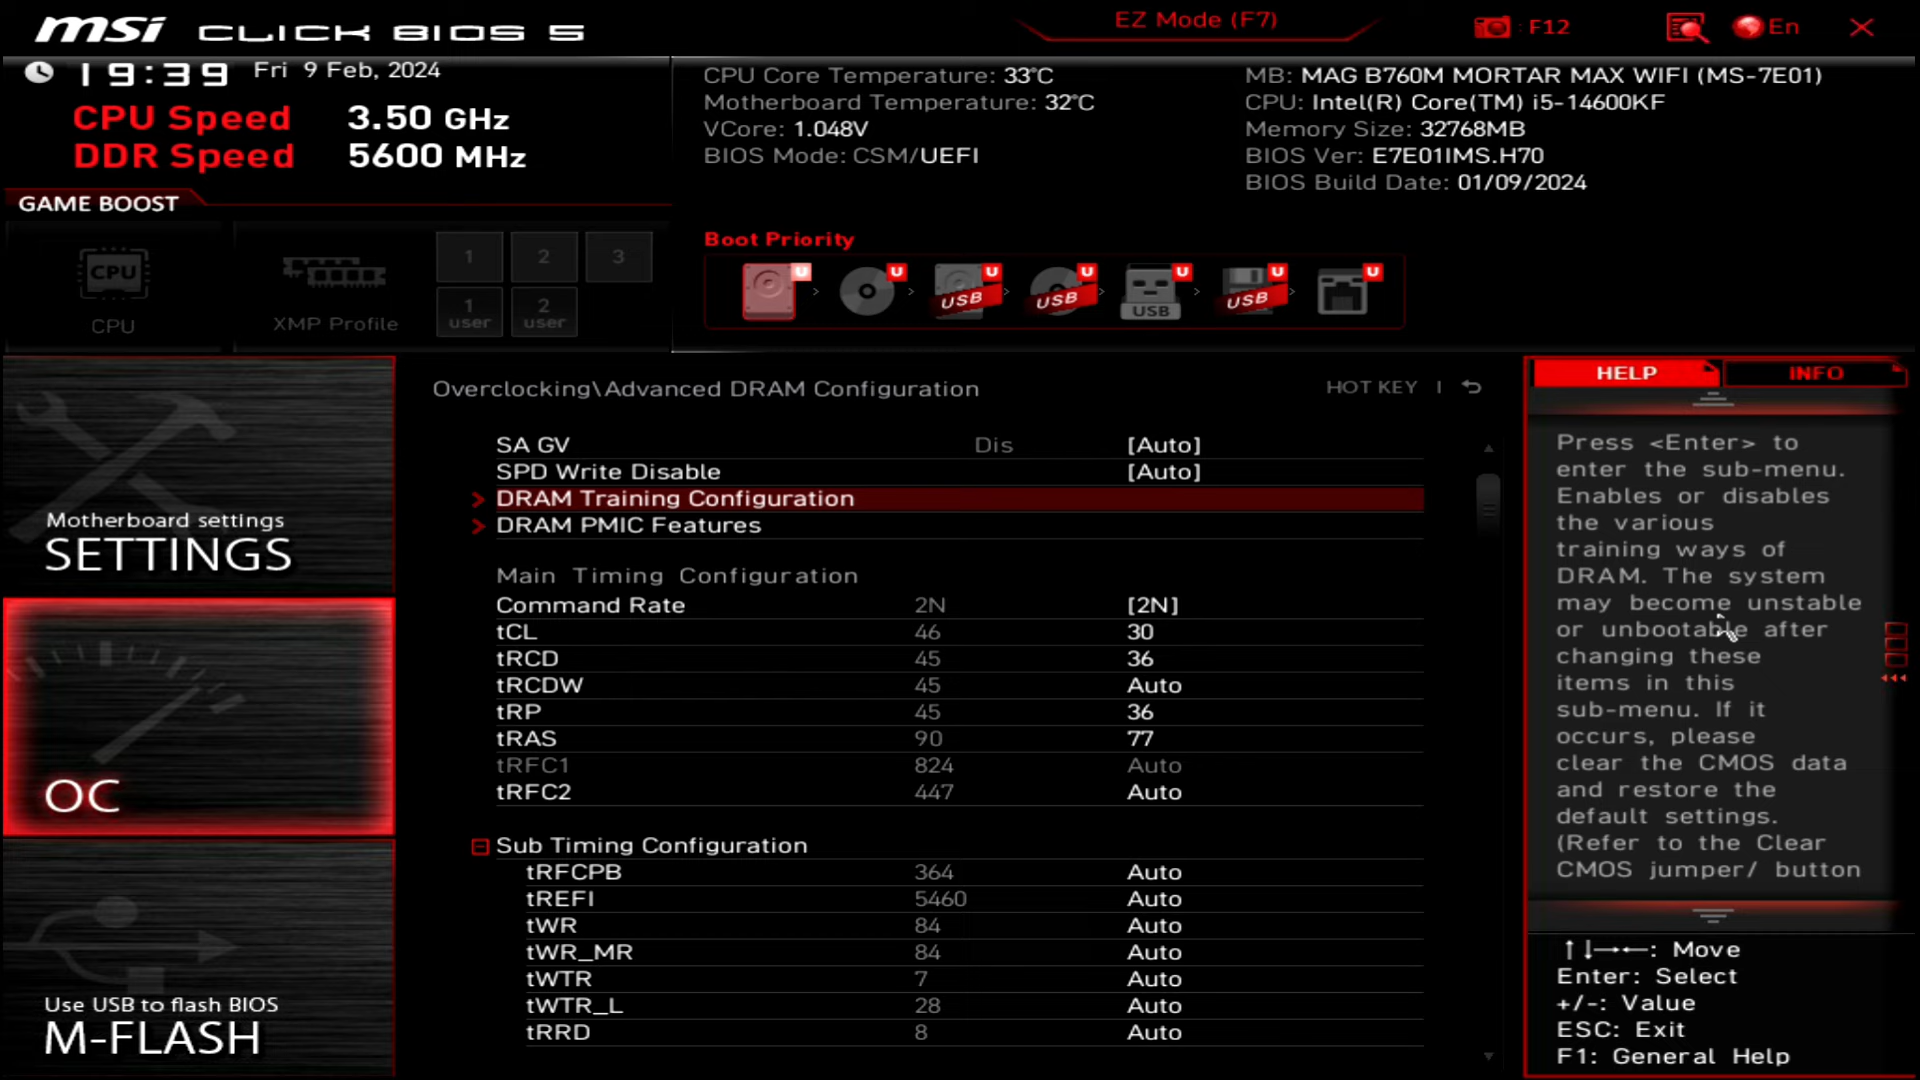 msi CLICK BIOS 5
EZ Mode (F7)
: F12
En
19:39 Fri 9 Feb, 2024
CPU Speed 3.50 GHz
DDR Speed 5600 MHz
CPU Core Temperature: 33°C
Motherboard Temperature: 32°C
VCore: 1.048V
BIOS Mode: CSM/UEFI
MB: MAG B760M MORTAR MAX WIFI (MS-7E01)
CPU: Intel(R) Core(TM) i5-14600KF
Memory Size: 32768MB
BIOS Ver: E7E01IMS.H70
BIOS Build Date: 01/09/2024
GAME BOOST
CPU
CPU
XMP Profile
1 2 3
1 user 2 user
Boot Priority
U U U U U U U
USB USB USB USB
Motherboard settings
SETTINGS
OC
Use USB to flash BIOS
M-FLASH
Overclocking\Advanced DRAM Configuration
HOT KEY |
SA GV Dis [Auto]
SPD Write Disable [Auto]
> DRAM Training Configuration
> DRAM PMIC Features
Main Timing Configuration
Command Rate 2N [2N]
tCL 46 30
tRCD 45 36
tRCDW 45 Auto
tRP 45 36
tRAS 90 77
tRFC1 824 Auto
tRFC2 447 Auto
Sub Timing Configuration
tRFCPB 364 Auto
tREFI 5460 Auto
tWR 84 Auto
tWR_MR 84 Auto
tWTR 7 Auto
tWTR_L 28 Auto
tRRD 8 Auto
HELP INFO
Press <Enter> to
enter the sub-menu.
Enables or disables
the various
training ways of
DRAM. The system
may become unstable
or unbootable after
changing these
items in this
sub-menu. If it
occurs, please
clear the CMOS data
and restore the
default settings.
(Refer to the Clear
CMOS jumper/ button
↑↓→←: Move
Enter: Select
+/-: Value
ESC: Exit
F1: General Help